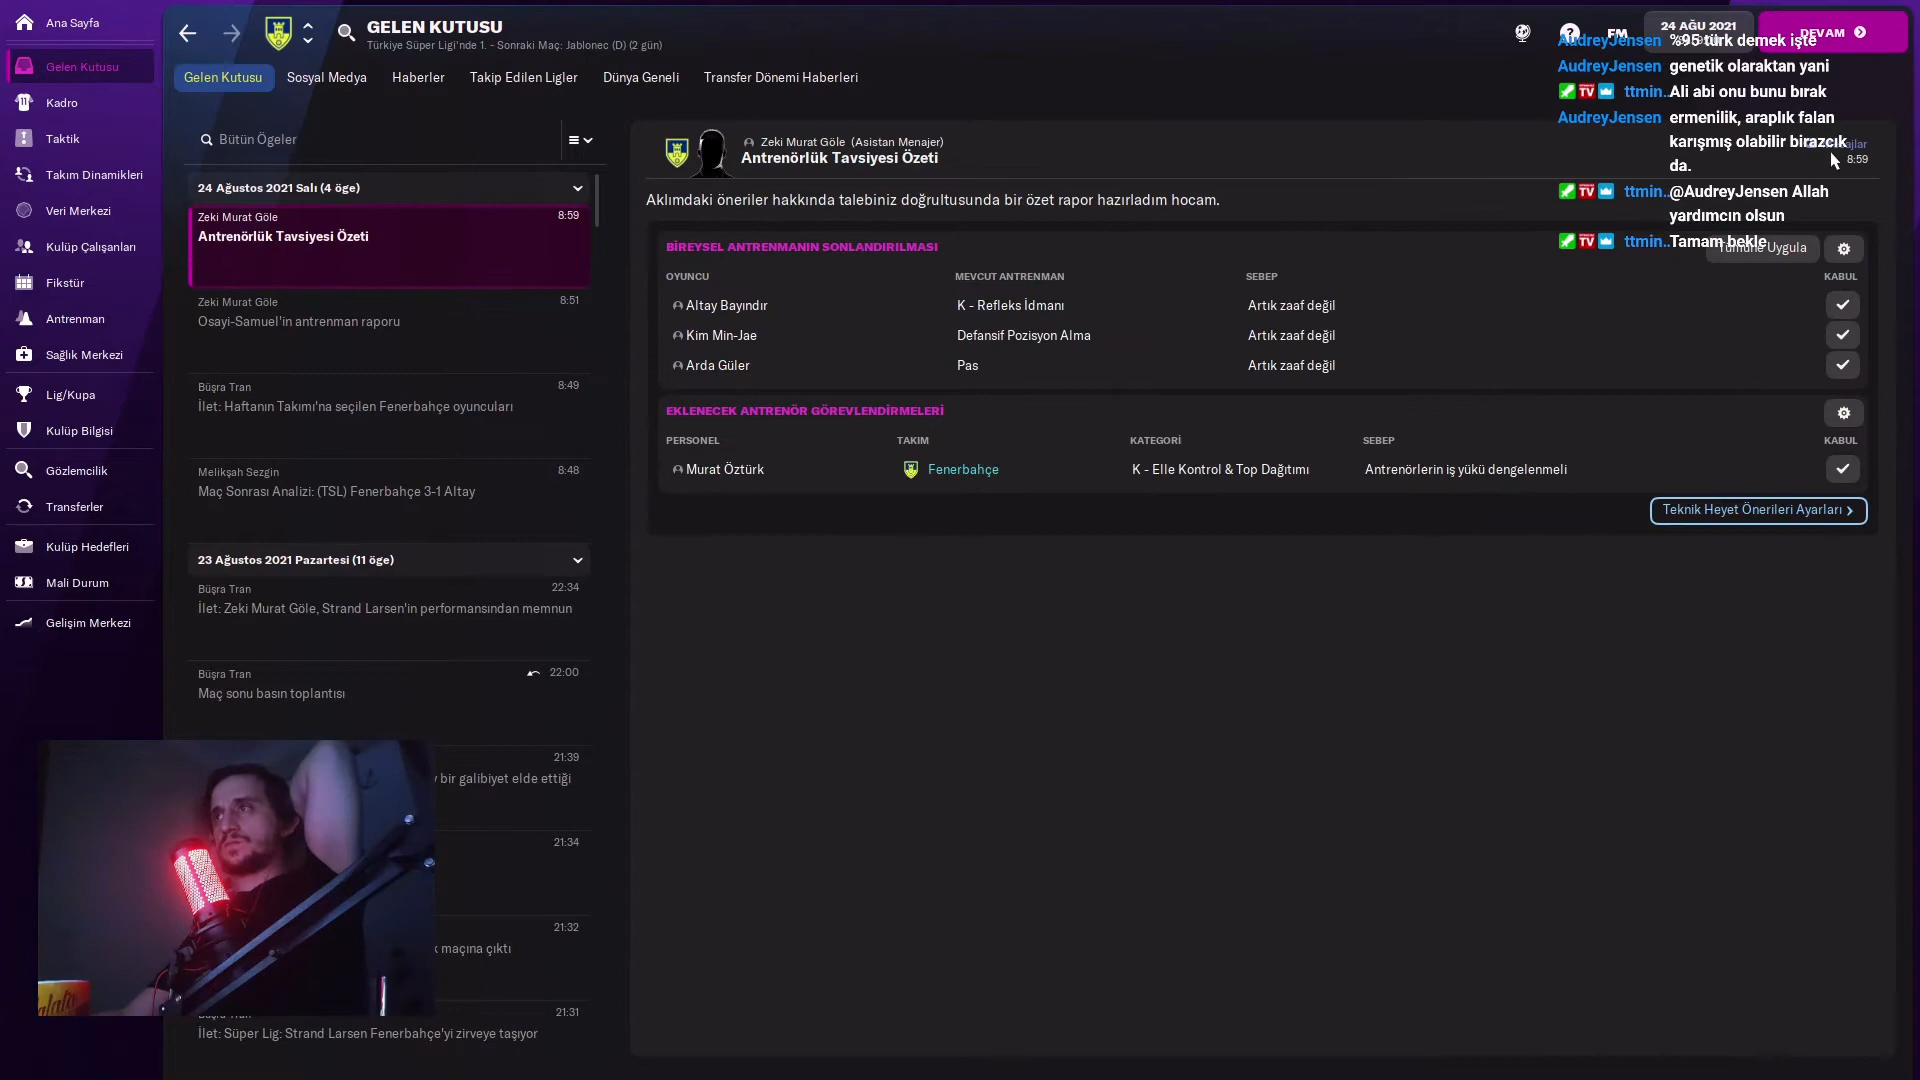 Ana Sayfa
Gelen Kutusu
Kadro
Taktik
Takım Dinamikleri
Veri Merkezi
Kulüp Çalışanları
Fikstür
Antrenman
Sağlık Merkezi
Lig/Kupa
Kulüp Bilgisi
Gözlemcilik
Transferler
Kulüp Hedefleri
Mali Durum
Gelişim Merkezi
GELEN KUTUSU
Türkiye Süper Ligi'nde 1. - Sonraki Maç: Jablonec (D) (2 gün)
FM
24 AĞU 2021
DEVAM
Gelen Kutusu
Sosyal Medya
Haberler
Takip Edilen Ligler
Dünya Geneli
Transfer Dönemi Haberleri
AudreyJensen %95 türk demek işte
AudreyJensen genetik olaraktan yani
TV ttmin.. Ali abi onu bunu bırak
AudreyJensen ermenilik, araplık falan
karışmış olabilir birazcık
da.
TV ttmin.. @AudreyJensen Allah
yardımcın olsun
TV ttmin.. Tamam bekle
Bütün Ögeler
24 Ağustos 2021 Salı (4 öge)
Zeki Murat Göle 8:59
Antrenörlük Tavsiyesi Özeti
Zeki Murat Göle 8:51
Osayi-Samuel'in antrenman raporu
Büşra Tran 8:49
İlet: Haftanın Takımı'na seçilen Fenerbahçe oyuncuları
Melikşah Sezgin 8:48
Maç Sonrası Analizi: (TSL) Fenerbahçe 3-1 Altay
23 Ağustos 2021 Pazartesi (11 öge)
Büşra Tran 22:34
İlet: Zeki Murat Göle, Strand Larsen'in performansından memnun
Büşra Tran 22:00
Maç sonu basın toplantısı
21:39
bir galibiyet elde ettiği
21:34
21:32
maçına çıktı
21:31
İlet: Süper Lig: Strand Larsen Fenerbahçe'yi zirveye taşıyor
Zeki Murat Göle (Asistan Menajer)
Antrenörlük Tavsiyesi Özeti
8:59
Aklımdaki öneriler hakkında talebiniz doğrultusunda bir özet rapor hazırladım hocam.
BİREYSEL ANTRENMANIN SONLANDIRILMASI
Tümüne Uygula
OYUNCU MEVCUT ANTRENMAN SEBEP KABUL
Altay Bayındır K - Refleks İdmanı Artık zaaf değil
Kim Min-Jae Defansif Pozisyon Alma Artık zaaf değil
Arda Güler Pas Artık zaaf değil
EKLENECEK ANTRENÖR GÖREVLENDİRMELERİ
PERSONEL TAKIM KATEGORİ SEBEP KABUL
Murat Öztürk Fenerbahçe K - Elle Kontrol & Top Dağıtımı Antrenörlerin iş yükü dengelenmeli
Teknik Heyet Önerileri Ayarları